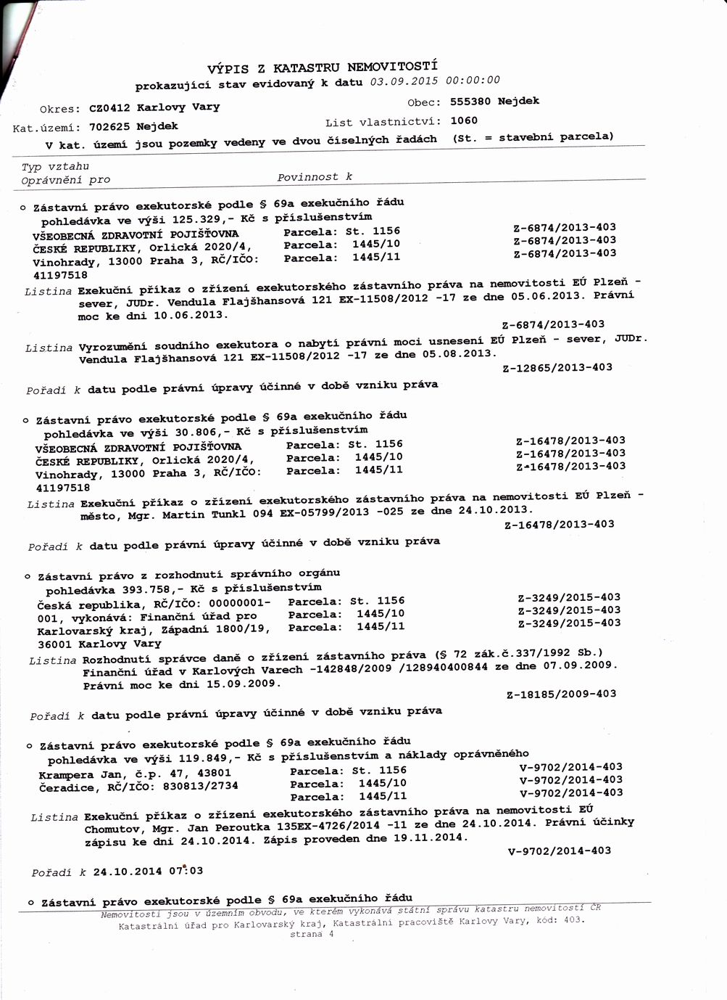 VÝPIS Z KATASTRU NEMOVITOSTÍ
prokazující stav evidovaný k datu 03.09.2015 00:00:00
Okres: CZ0412 Karlovy Vary Obec: 555380 Nejdek
Kat.území: 702625 Nejdek List vlastnictví: 1060
V kat. území jsou pozemky vedeny ve dvou číselných řadách (St. = stavební parcela)
Typ vztahu
Oprávnění pro Povinnost k
o Zástavní právo exekutorské podle § 69a exekučního řádu
pohledávka ve výši 125.329,- Kč s příslušenstvím
VŠEOBECNÁ ZDRAVOTNÍ POJIŠŤOVNA Parcela: St. 1156 Z-6874/2013-403
ČESKÉ REPUBLIKY, Orlická 2020/4, Parcela: 1445/10 Z-6874/2013-403
Vinohrady, 13000 Praha 3, RČ/IČO: Parcela: 1445/11 Z-6874/2013-403
41197518
Listina Exekuční příkaz o zřízení exekutorského zástavního práva na nemovitosti EÚ Plzeň -
sever, JUDr. Vendula Flajšhansová 121 EX-11508/2012 -17 ze dne 05.06.2013. Právní
moc ke dni 10.06.2013.
Z-6874/2013-403
Listina Vyrozumění soudního exekutora o nabytí právní moci usnesení EÚ Plzeň - sever, JUDr.
Vendula Flajšhansová 121 EX-11508/2012 -17 ze dne 05.08.2013.
Z-12865/2013-403
Pořadí k datu podle právní úpravy účinné v době vzniku práva
o Zástavní právo exekutorské podle § 69a exekučního řádu
pohledávka ve výši 30.806,- Kč s příslušenstvím
VŠEOBECNÁ ZDRAVOTNÍ POJIŠŤOVNA Parcela: St. 1156 Z-16478/2013-403
ČESKÉ REPUBLIKY, Orlická 2020/4, Parcela: 1445/10 Z-16478/2013-403
Vinohrady, 13000 Praha 3, RČ/IČO: Parcela: 1445/11 Z-16478/2013-403
41197518
Listina Exekuční příkaz o zřízení exekutorského zástavního práva na nemovitosti EÚ Plzeň -
město, Mgr. Martin Tunkl 094 EX-05799/2013 -025 ze dne 24.10.2013.
Z-16478/2013-403
Pořadí k datu podle právní úpravy účinné v době vzniku práva
o Zástavní právo z rozhodnutí správního orgánu
pohledávka 393.758,- Kč s příslušenstvím
Česká republika, RČ/IČO: 00000001- Parcela: St. 1156 Z-3249/2015-403
001, vykonává: Finanční úřad pro Parcela: 1445/10 Z-3249/2015-403
Karlovarský kraj, Západní 1800/19, Parcela: 1445/11 Z-3249/2015-403
36001 Karlovy Vary
Listina Rozhodnutí správce daně o zřízení zástavního práva (§ 72 zák.č.337/1992 Sb.)
Finanční úřad v Karlových Varech -142848/2009 /128940400844 ze dne 07.09.2009.
Právní moc ke dni 15.09.2009.
Z-18185/2009-403
Pořadí k datu podle právní úpravy účinné v době vzniku práva
o Zástavní právo exekutorské podle § 69a exekučního řádu
pohledávka ve výši 119.849,- Kč s příslušenstvím a náklady oprávněného
Krampera Jan, č.p. 47, 43801 Parcela: St. 1156 V-9702/2014-403
Čeradice, RČ/IČO: 830813/2734 Parcela: 1445/10 V-9702/2014-403
Parcela: 1445/11 V-9702/2014-403
Listina Exekuční příkaz o zřízení exekutorského zástavního práva na nemovitosti EÚ
Chomutov, Mgr. Jan Peroutka 135EX-4726/2014 -11 ze dne 24.10.2014. Právní účinky
zápisu ke dni 24.10.2014. Zápis proveden dne 19.11.2014.
V-9702/2014-403
Pořadí k 24.10.2014 07:03
o Zástavní právo exekutorské podle § 69a exekučního řádu
Nemovitosti jsou v územním obvodu, ve kterém vykonává státní správu katastru nemovitostí ČR
Katastrální úřad pro Karlovarský kraj, Katastrální pracoviště Karlovy Vary, kód: 403.
strana 4